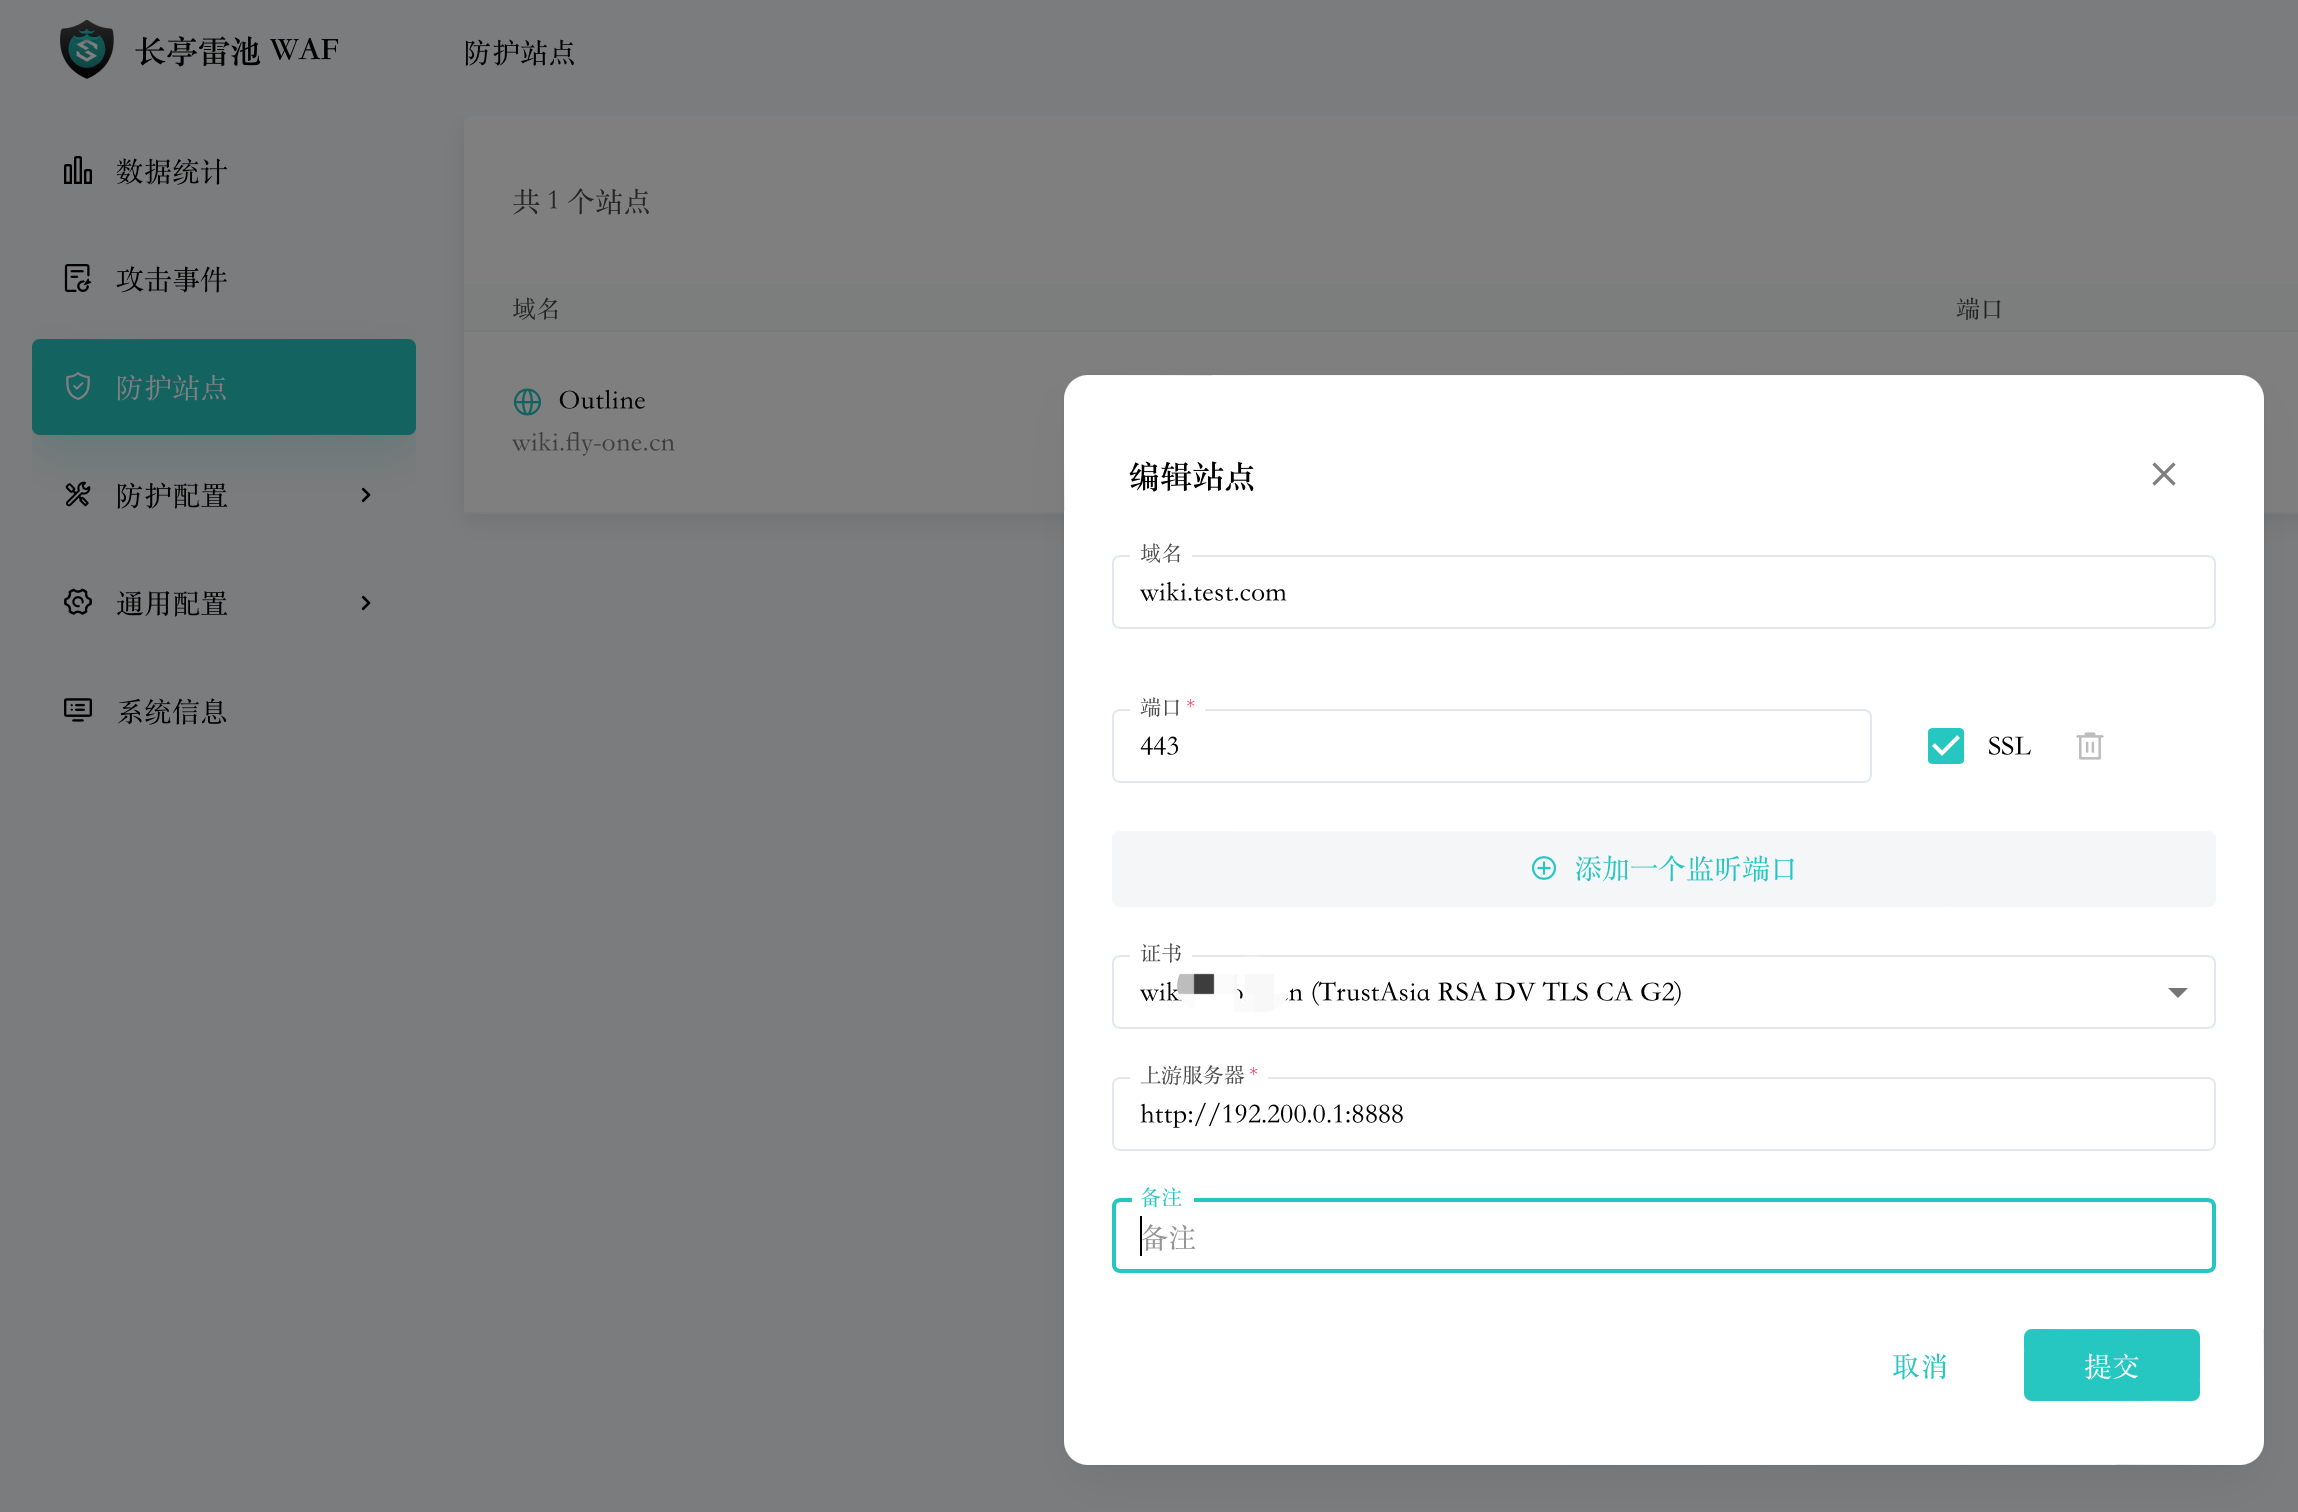 长亭雷池 WAF
防护站点
数据统计
攻击事件
防护站点
防护配置
通用配置
系统信息
共 1 个站点
域名
端口
Outline
wiki.fly-one.cn
编辑站点
域名
wiki.test.com
端口 *
443
SSL
添加一个监听端口
证书
(TrustAsia RSA DV TLS CA G2)
上游服务器 *
http://192.200.0.1:8888
备注
备注
取消
提交